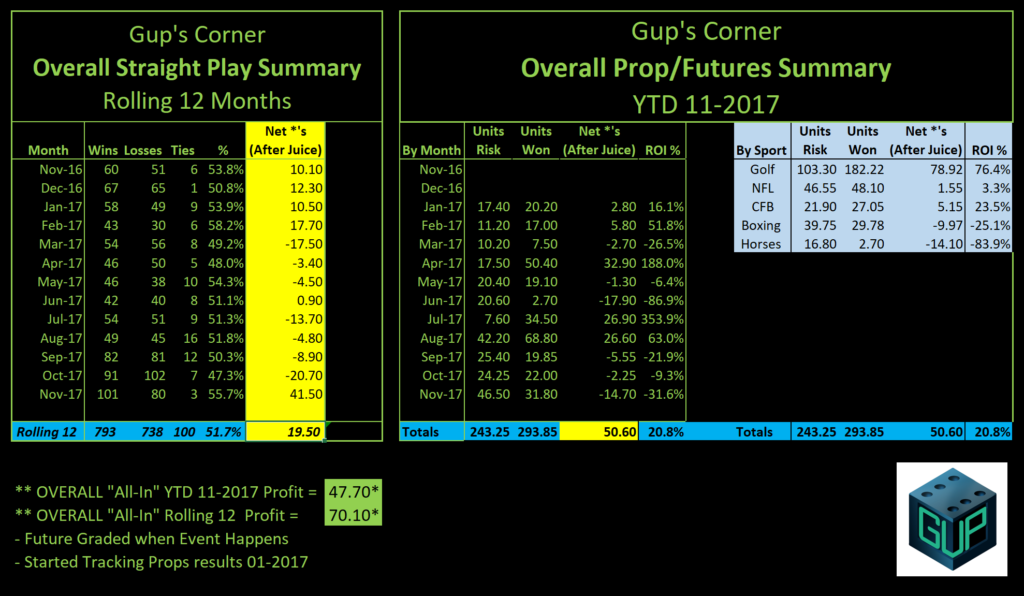 Gup's Corner
Overall Straight Play Summary
Rolling 12 Months
Net *'s
Month Wins Losses Ties % (After Juice)
Nov-16 60 51 6 53.8% 10.10
Dec-16 67 65 1 50.8% 12.30
Jan-17 58 49 9 53.9% 10.50
Feb-17 43 30 6 58.2% 17.70
Mar-17 54 56 8 49.2% -17.50
Apr-17 46 50 5 48.0% -3.40
May-17 46 38 10 54.3% -4.50
Jun-17 42 40 8 51.1% 0.90
Jul-17 54 51 9 51.3% -13.70
Aug-17 49 45 16 51.8% -4.80
Sep-17 82 81 12 50.3% -8.90
Oct-17 91 102 7 47.3% -20.70
Nov-17 101 80 3 55.7% 41.50
Rolling 12 793 738 100 51.7% 19.50
Gup's Corner
Overall Prop/Futures Summary
YTD 11-2017
Units Units Net *'s
By Month Risk Won (After Juice) ROI %
Nov-16
Dec-16
Jan-17 17.40 20.20 2.80 16.1%
Feb-17 11.20 17.00 5.80 51.8%
Mar-17 10.20 7.50 -2.70 -26.5%
Apr-17 17.50 50.40 32.90 188.0%
May-17 20.40 19.10 -1.30 -6.4%
Jun-17 20.60 2.70 -17.90 -86.9%
Jul-17 7.60 34.50 26.90 353.9%
Aug-17 42.20 68.80 26.60 63.0%
Sep-17 25.40 19.85 -5.55 -21.9%
Oct-17 24.25 22.00 -2.25 -9.3%
Nov-17 46.50 31.80 -14.70 -31.6%
Totals 243.25 293.85 50.60 20.8%
Units Units Net *'s
By Sport Risk Won (After Juice) ROI %
Golf 103.30 182.22 78.92 76.4%
NFL 46.55 48.10 1.55 3.3%
CFB 21.90 27.05 5.15 23.5%
Boxing 39.75 29.78 -9.97 -25.1%
Horses 16.80 2.70 -14.10 -83.9%
Totals 243.25 293.85 50.60 20.8%
** OVERALL "All-In" YTD 11-2017 Profit = 47.70*
** OVERALL "All-In" Rolling 12 Profit = 70.10*
- Future Graded when Event Happens
- Started Tracking Props results 01-2017
GUP